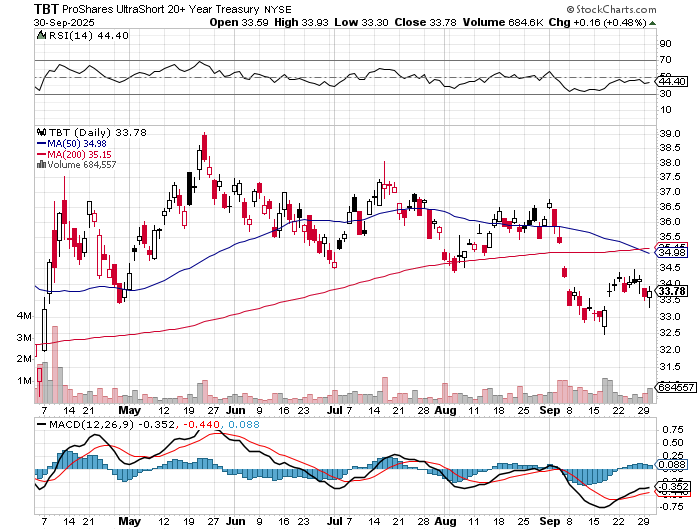 TBT ProShares UltraShort 20+ Year Treasury NYSE © StockCharts.com
30-Sep-2025 Open 33.59 High 33.93 Low 33.30 Close 33.78 Volume 684.6K Chg +0.16 (+0.48%)
RSI(14) 44.40
90
70
50
44.40
30
10
TBT (Daily) 33.78
MA(50) 34.98
MA(200) 35.15
Volume 684,557
39.0
38.5
38.0
37.5
37.0
36.5
36.0
35.5
34.98
34.5
34.0
33.78
33.0
32.5
32.0
31.5
684557
4M
3M
2M
1M
7 14 21 May 12 19 27 Jun 9 16 23 Jul 7 14 21 28 Aug 11 18 25 Sep 8 15 22 29
MACD(12,26,9) -0.352, -0.440, 0.088
0.75
0.50
0.25
0.088
-0.352
-0.75
7 14 21 May 12 19 27 Jun 9 16 23 Jul 7 14 21 28 Aug 11 18 25 Sep 8 15 22 29